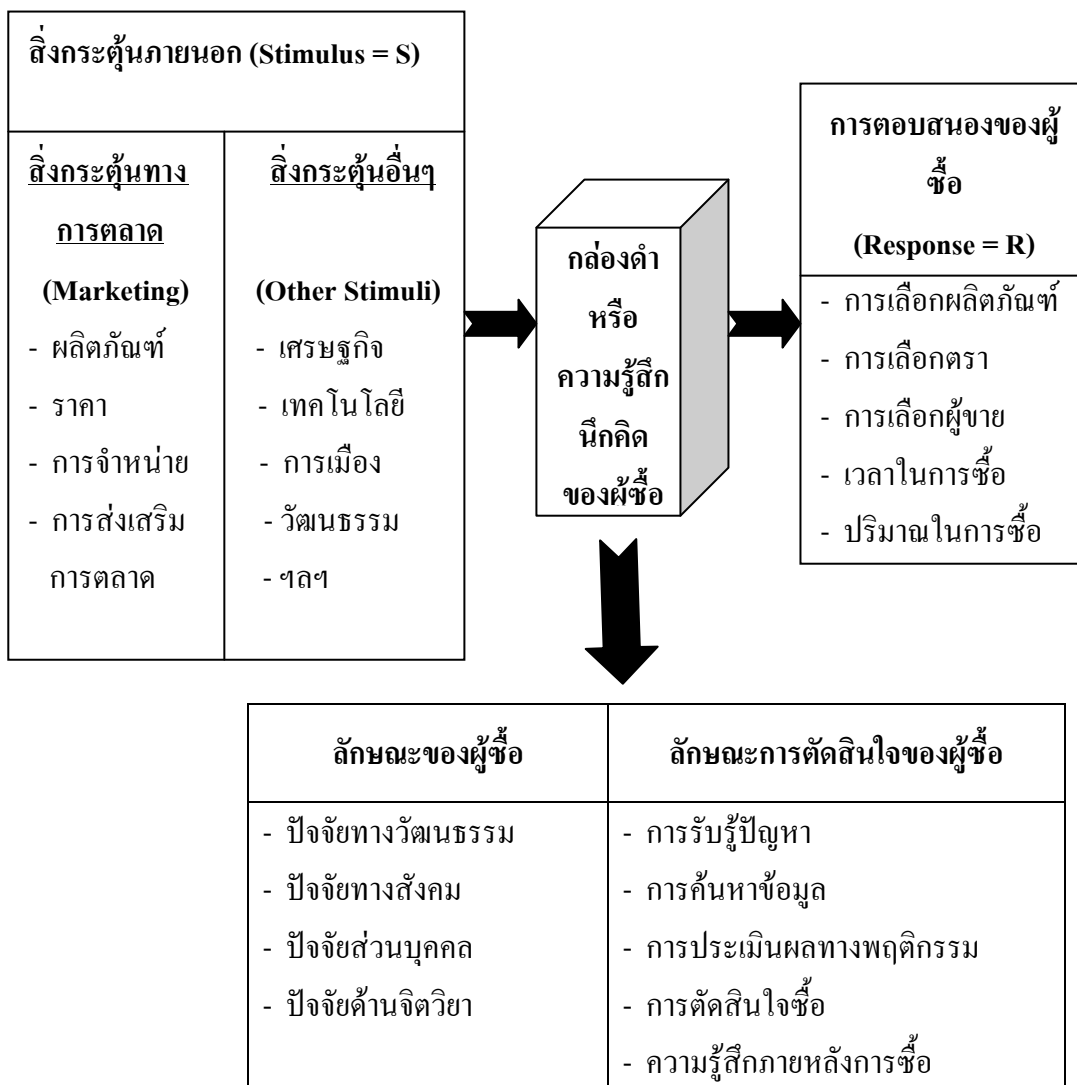 สิ่งกระตุ้นภายนอก (Stimulus = S)
สิ่งกระตุ้นทาง
การตลาด
(Marketing)
- ผลิตภัณฑ์
- ราคา
- การจำหน่าย
- การส่งเสริม
การตลาด
สิ่งกระตุ้นอื่นๆ
(Other Stimuli)
- เศรษฐกิจ
- เทคโนโลยี
- การเมือง
- วัฒนธรรม
- ฯลฯ
กล่องดำ
หรือ
ความรู้สึก
นึกคิด
ของผู้ซื้อ
การตอบสนองของผู้
ซื้อ
(Response = R)
- การเลือกผลิตภัณฑ์
- การเลือกตรา
- การเลือกผู้ขาย
- เวลาในการซื้อ
- ปริมาณในการซื้อ
ลักษณะของผู้ซื้อ
- ปัจจัยทางวัฒนธรรม
- ปัจจัยทางสังคม
- ปัจจัยส่วนบุคคล
- ปัจจัยด้านจิตวิยา
ลักษณะการตัดสินใจของผู้ซื้อ
- การรับรู้ปัญหา
- การค้นหาข้อมูล
- การประเมินผลทางพฤติกรรม
- การตัดสินใจซื้อ
- ความรู้สึกภายหลังการซื้อ